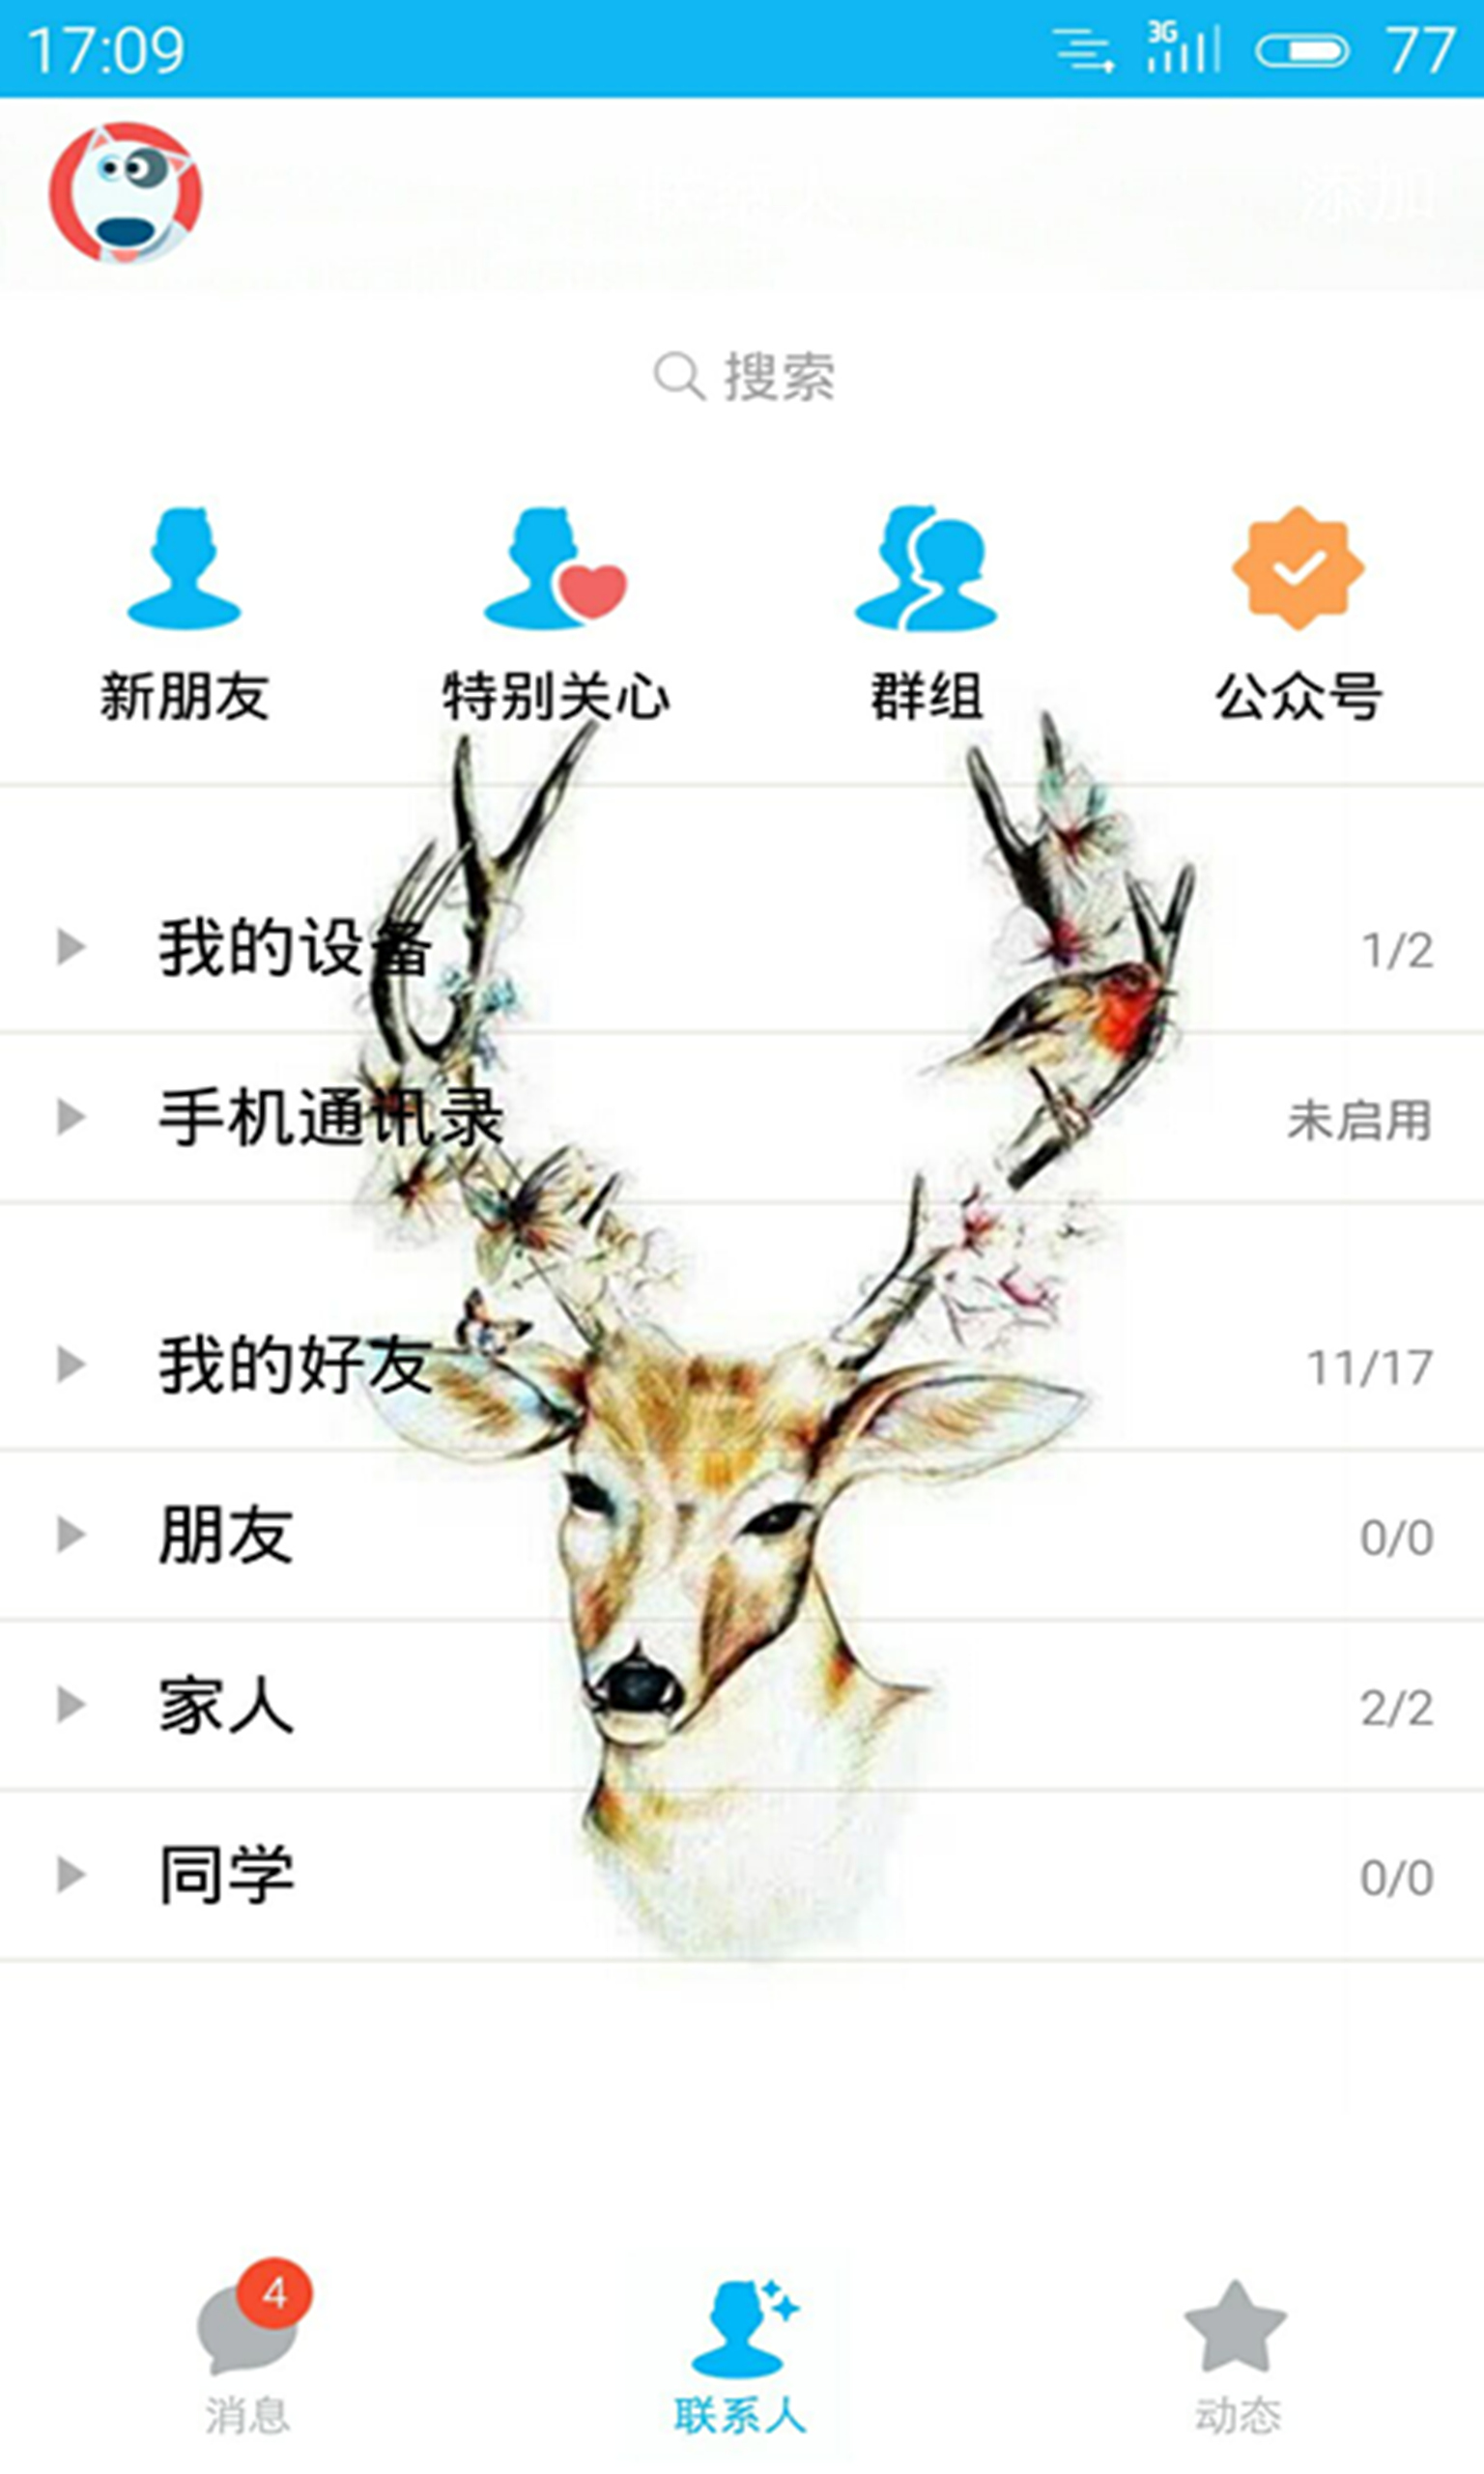 17:09 3G 77
添加
搜索
新朋友 特别关心 群组 公众号
我的设备 1/2
手机通讯录 未启用
我的好友 11/17
朋友 0/0
家人 2/2
同学 0/0
4
消息 联系人 动态